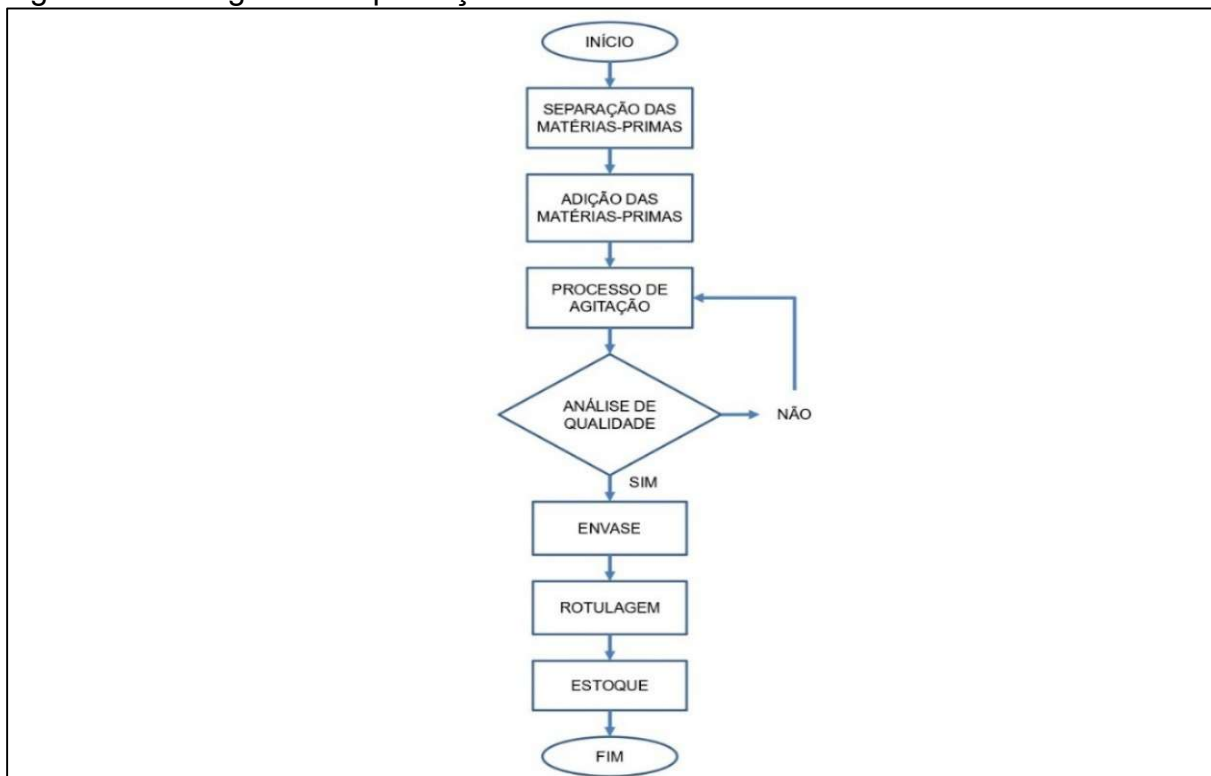 INÍCIO
SEPARAÇÃO DAS
MATÉRIAS-PRIMAS
ADIÇÃO DAS
MATÉRIAS-PRIMAS
PROCESSO DE
AGITAÇÃO
ANÁLISE DE
QUALIDADE
NÃO
SIM
ENVASE
ROTULAGEM
ESTOQUE
FIM